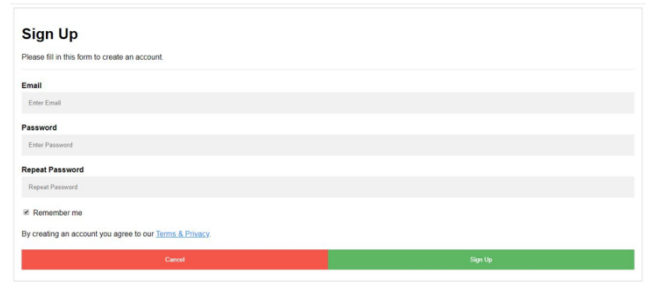 Sign Up
Please fill in this form to create an account.
Email
Enter Email
Password
Enter Password
Repeat Password
Repeat Password
Remember me
By creating an account you agree to our Terms & Privacy.
Cancel
Sign Up